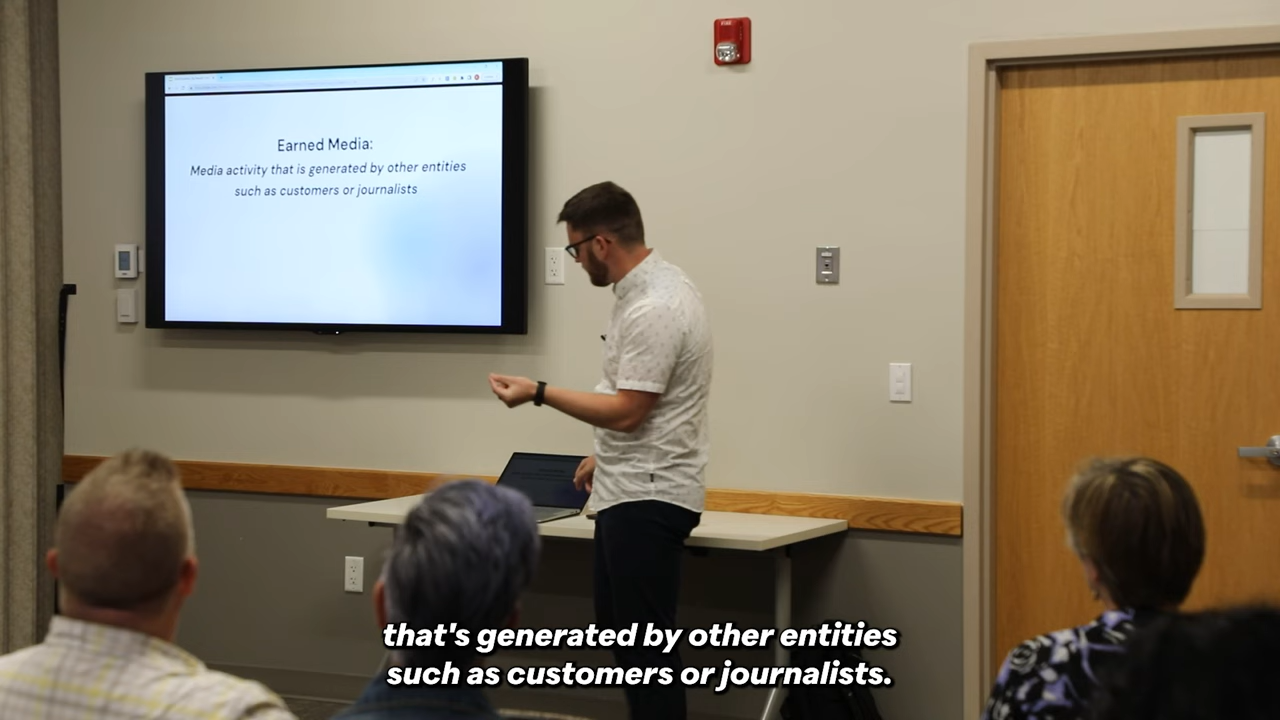 FIRE
Earned Media:
Media activity that is generated by other entities
such as customers or journalists
that's generated by other entities
such as customers or journalists.